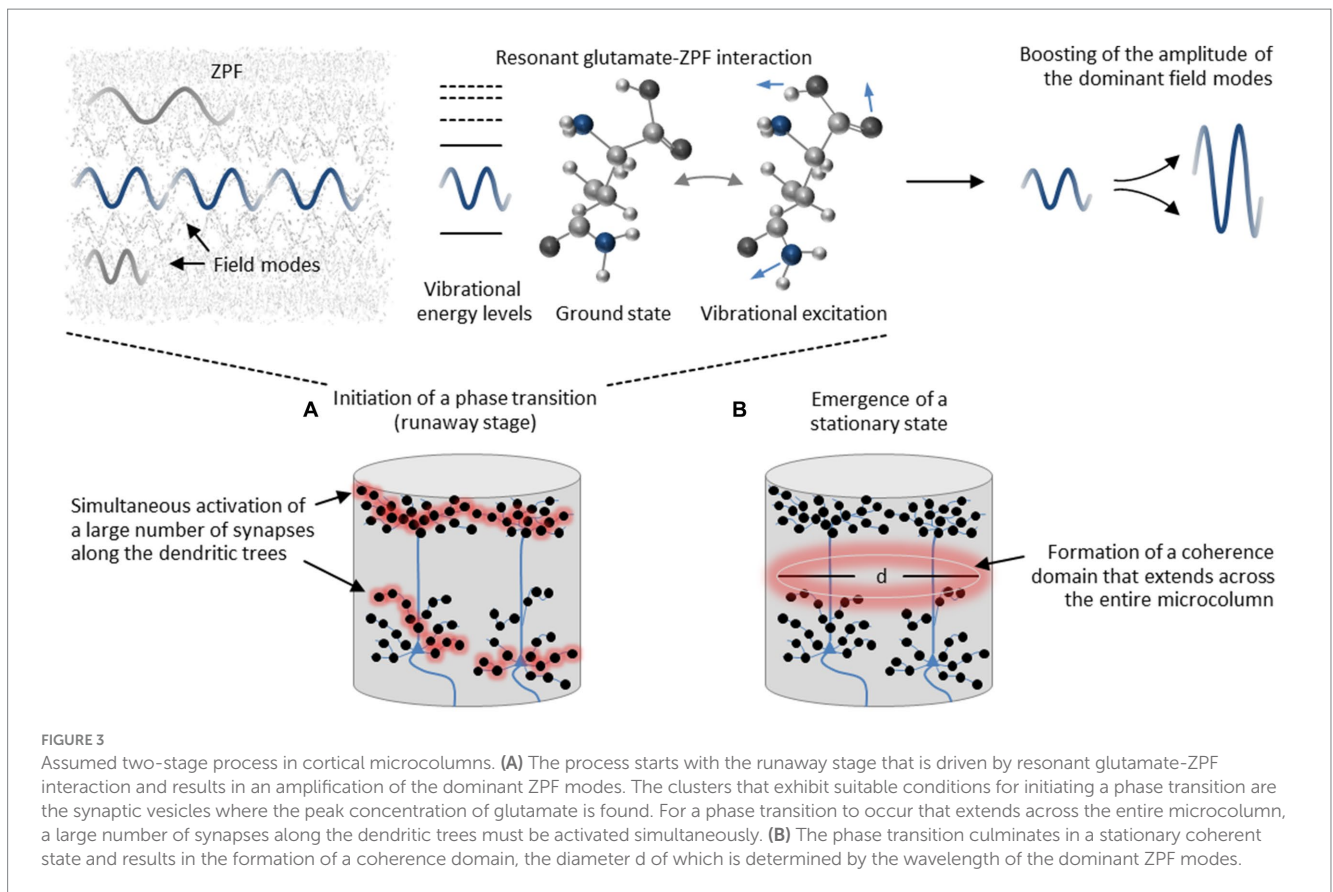 ZPF
Resonant glutamate-ZPF interaction
Boosting of the amplitude of
the dominant field modes
Field modes
Vibrational
energy levels
Ground state
Vibrational excitation
A
Initiation of a phase transition
(runaway stage)
B
Emergence of a
stationary state
Simultaneous activation of
a large number of synapses
along the dendritic trees
d
Formation of a coherence
domain that extends across
the entire microcolumn
FIGURE 3
Assumed two-stage process in cortical microcolumns. (A) The process starts with the runaway stage that is driven by resonant glutamate-ZPF
interaction and results in an amplification of the dominant ZPF modes. The clusters that exhibit suitable conditions for initiating a phase transition are
the synaptic vesicles where the peak concentration of glutamate is found. For a phase transition to occur that extends across the entire microcolumn,
a large number of synapses along the dendritic trees must be activated simultaneously. (B) The phase transition culminates in a stationary coherent
state and results in the formation of a coherence domain, the diameter d of which is determined by the wavelength of the dominant ZPF modes.